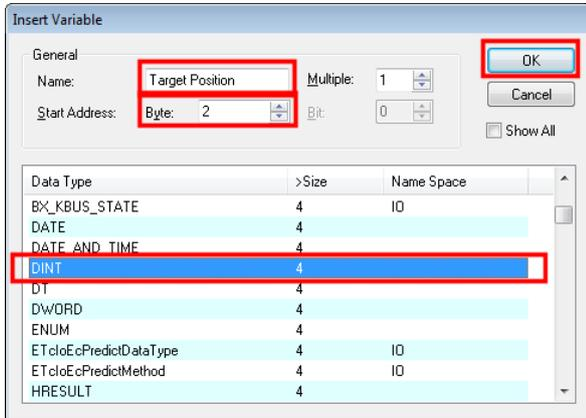 Insert Variable
General
Name: Target Position Multiple: 1
Start Address: Byte: 2 Bit: 0
OK
Cancel
Show All
Data Type >Size Name Space
BX_KBUS_STATE 4 IO
DATE 4
DATE_AND_TIME 4
DINT 4
DT 4
DWORD 4
ENUM 4
ETcIoEcPredictDataType 4 IO
ETcIoEcPredictMethod 4 IO
HRESULT 4